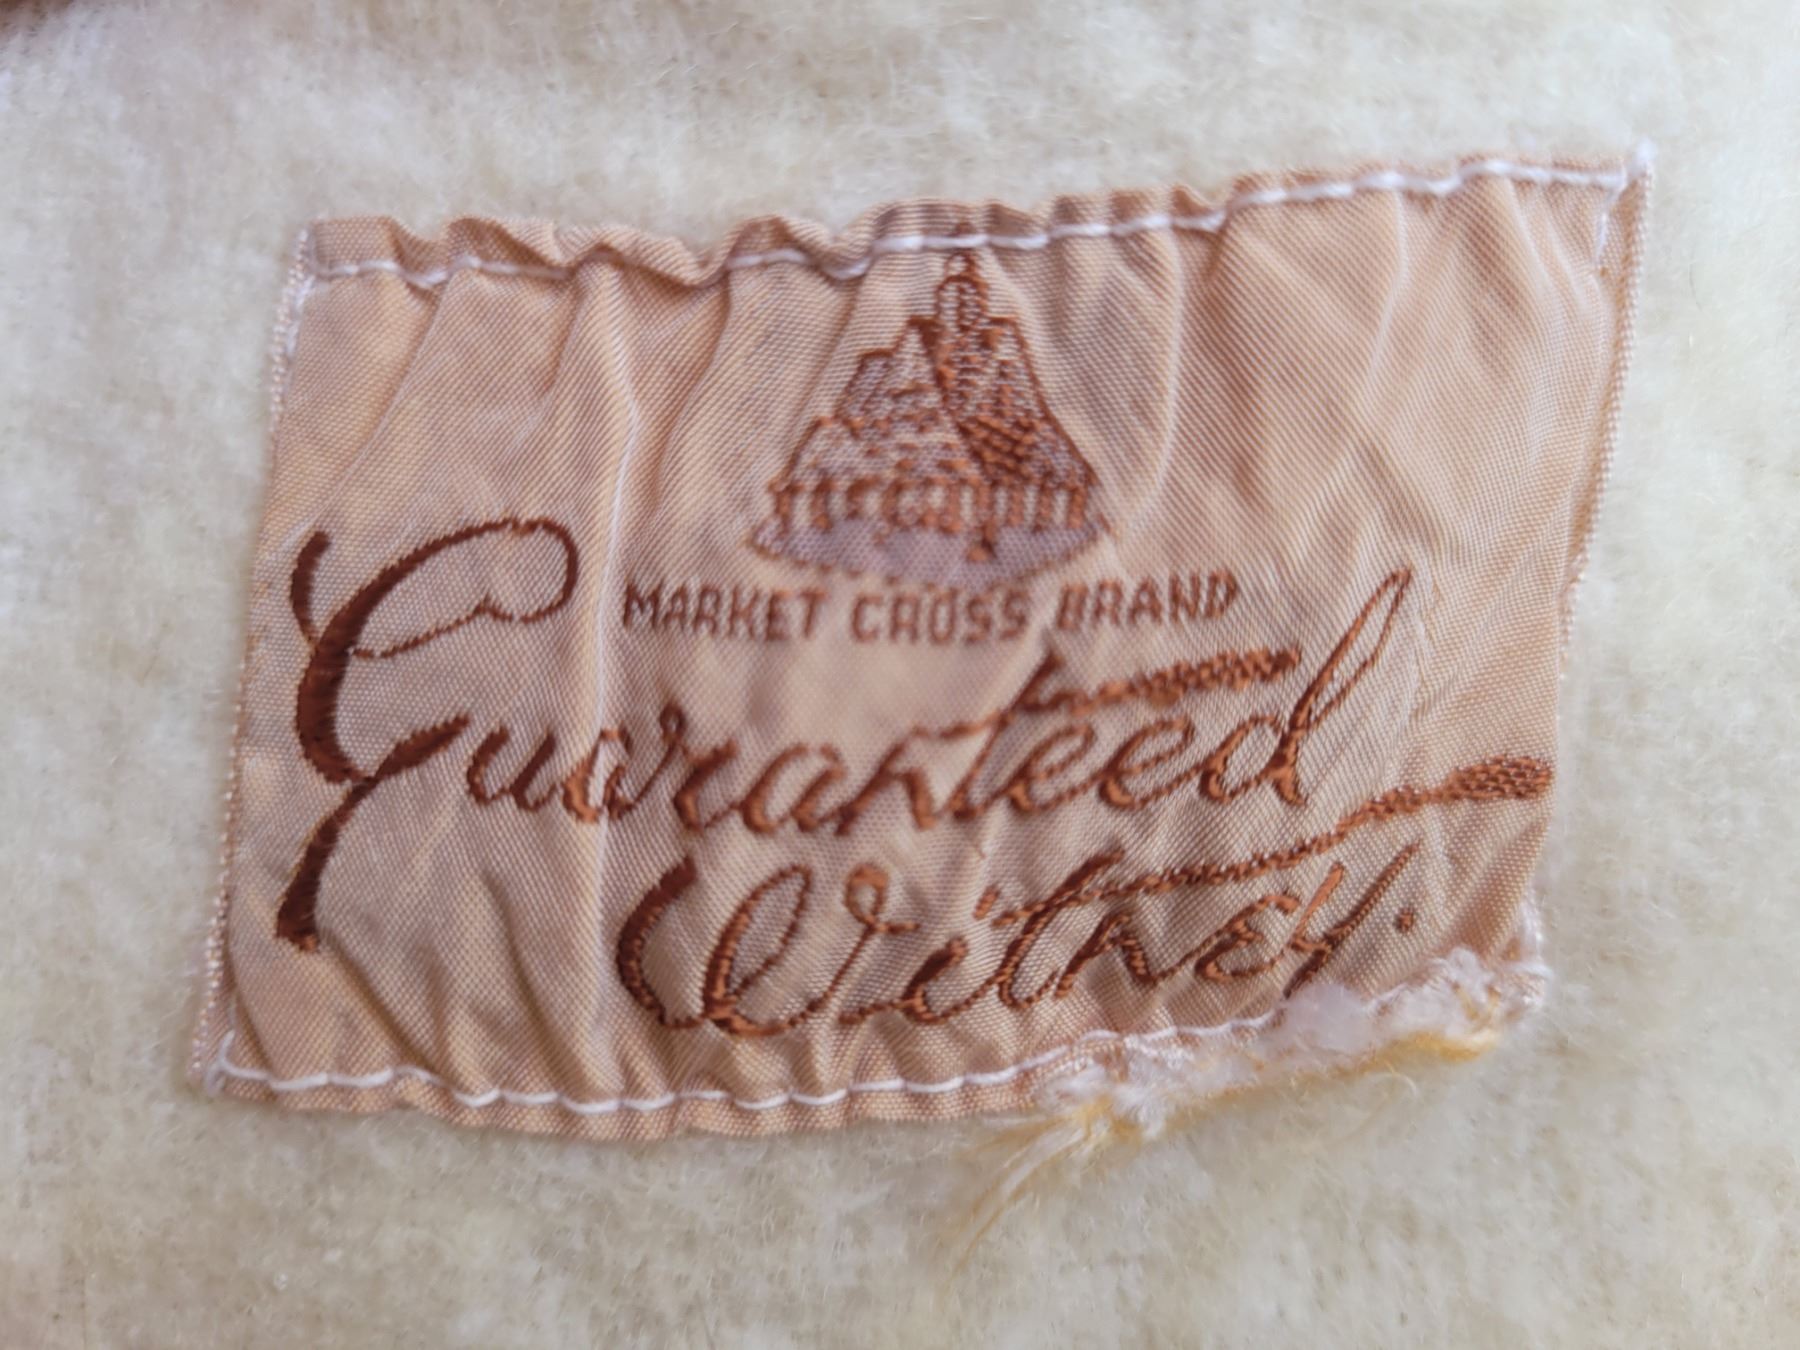 MARKET CROSS BRAND
Guaranteed
Witney.